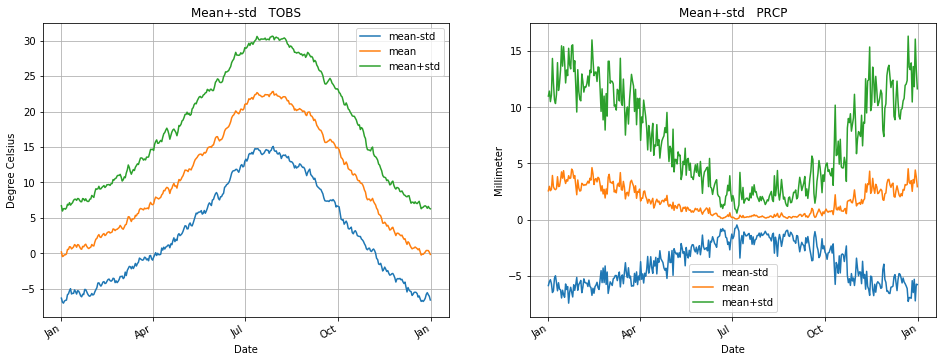 Mean+-std TOBS
Degree Celsius
30
25
20
15
10
5
0
−5
mean-std
mean
mean+std
Jan
Apr
Jul
Oct
Jan
Date
Mean+-std PRCP
Millimeter
15
10
5
0
−5
mean-std
mean
mean+std
Jan
Apr
Jul
Oct
Jan
Date